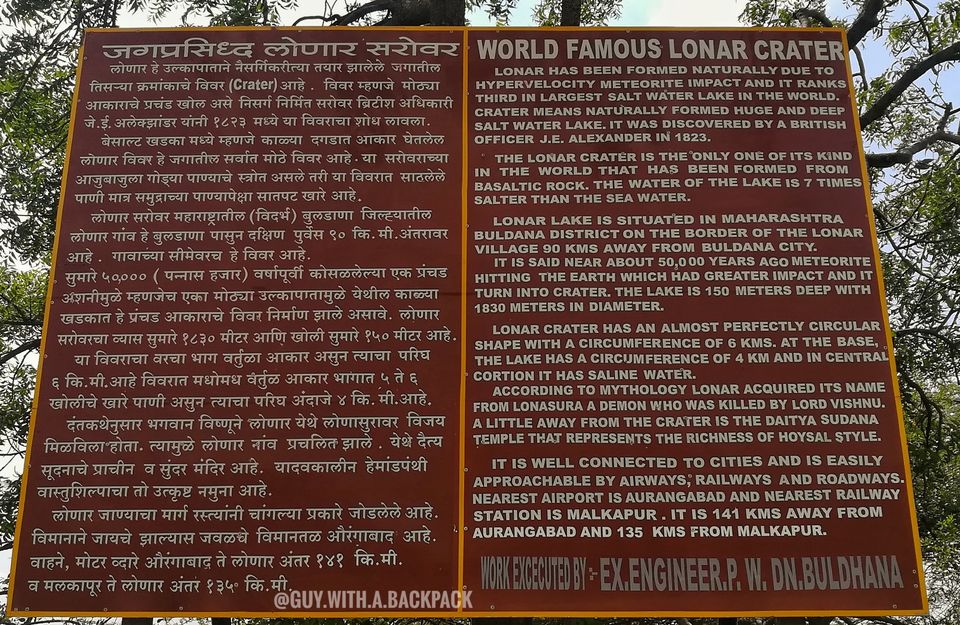 जगप्रसिध्द लोणार सरोवर
लोणार हे उल्कापाताने नैसर्गिकरीत्या तयार झालेले जगातील
तिसऱ्या क्रमांकाचे विवर (Crater) आहे . विवर म्हणजे मोठ्या
आकाराचे प्रचंड खोल असे निसर्ग निर्मित सरोवर ब्रिटीश अधिकारी
जे.ई.अलेक्झांडर यांनी १८२३ मध्ये या विवराचा शोध लावला.
बेसाल्ट खडका मध्ये म्हणजे काळ्या दगडात आकार घेतलेल
लोणार विवर हे जगातील सर्वात मोठे विवर आहे. या सरोवराच्या
आजुबाजुला गोड्या पाण्याचे स्त्रोत असले तरी या विवरात साठलेले
पाणी मात्र समुद्राच्या पाण्यापेक्षा सातपट खारे आहे.
लोणार सरोवर महाराष्ट्रातील (विदर्भ) बुलडाणा जिल्ह्यातील
लोणार गांव हे बुलडाणा पासुन दक्षिण पुर्वेस ९० कि.मी.अंतरावर
आहे . गावाच्या सीमेवरच हे विवर आहे.
सुमारे ५०,००० ( पन्नास हजार) वर्षापूर्वी कोसळलेल्या एक प्रचंड
अशनीमुळे म्हणजेच एका मोठ्या उल्कापातामुळे येथील काळ्या
खडकात हे प्रचंड आकाराचे विवर निर्माण झाले असावे. लोणार
सरोवरचा व्यास सुमारे १८३० मीटर आणि खोली सुमारे १५० मीटर आहे.
या विवराचा वरचा भाग वर्तुळा आकार असुन त्याचा परिघ
६ कि.मी.आहे विवरात मधोमध वर्तुळ आकार भागात ५ ते ६
खोलीचे खारे पाणी असुन त्याचा परिघ अंदाजे ४ कि.मी.आहे.
दंतकथेनुसार भगवान विष्णूने लोणार येथे लोणासुरावर विजय
मिळविला होता. त्यामुळे लोणार नांव प्रचलित झाले . येथे दैत्य
सूदनाचे प्राचीन व सुंदर मंदिर आहे. यादवकालीन हेमांडपंथी
वास्तुशिल्पाचा तो उत्कृष्ट नमुना आहे.
लोणार जाण्याचा मार्ग रस्त्यांनी चांगल्या प्रकारे जोडलेले आहे.
विमानाने जायचे झाल्यास जवळधे विमानतळ औरंगाबाद आहे.
वाहने, मोटर व्दारे औरंगाबाद ते लोणार अंतर १४१ कि.मी.
व मलकापूर ते लोणार अंतर १३५ कि.मी.
WORLD FAMOUS LONAR CRATER
LONAR HAS BEEN FORMED NATURALLY DUE TO
HYPERVELOCITY METEORITE IMPACT AND IT RANKS
THIRD IN LARGEST SALT WATER LAKE IN THE WORLD.
CRATER MEANS NATURALLY FORMED HUGE AND DEEP
SALT WATER LAKE. IT WAS DISCOVERED BY A BRITISH
OFFICER J.E. ALEXANDER IN 1823.
THE LONAR CRATER IS THE ONLY ONE OF ITS KIND
IN THE WORLD THAT HAS BEEN FORMED FROM
BASALTIC ROCK. THE WATER OF THE LAKE IS 7 TIMES
SALTER THAN THE SEA WATER.
LONAR LAKE IS SITUATED IN MAHARASHTRA
BULDANA DISTRICT ON THE BORDER OF THE LONAR
VILLAGE 90 KMS AWAY FROM BULDANA CITY.
IT IS SAID NEAR ABOUT 50,000 YEARS AGO METEORITE
HITTING THE EARTH WHICH HAD GREATER IMPACT AND IT
TURN INTO CRATER. THE LAKE IS 150 METERS DEEP WITH
1830 METERS IN DIAMETER.
LONAR CRATER HAS AN ALMOST PERFECTLY CIRCULAR
SHAPE WITH A CIRCUMFERENCE OF 6 KMS. AT THE BASE,
THE LAKE HAS A CIRCUMFERENCE OF 4 KM AND IN CENTRAL
CORTION IT HAS SALINE WATER.
ACCORDING TO MYTHOLOGY LONAR ACQUIRED ITS NAME
FROM LONASURA A DEMON WHO WAS KILLED BY LORD VISHNU.
A LITTLE AWAY FROM THE CRATER IS THE DAITYA SUDANA
TEMPLE THAT REPRESENTS THE RICHNESS OF HOYSAL STYLE.
IT IS WELL CONNECTED TO CITIES AND IS EASILY
APPROACHABLE BY AIRWAYS, RAILWAYS AND ROADWAYS.
NEAREST AIRPORT IS AURANGABAD AND NEAREST RAILWAY
STATION IS MALKAPUR . IT IS 141 KMS AWAY FROM
AURANGABAD AND 135 KMS FROM MALKAPUR.
WORK EXCECUTED BY :-EX.ENGINEER.P. W. DN.BULDHANA
@GUY.WITH.A.BACKPACK